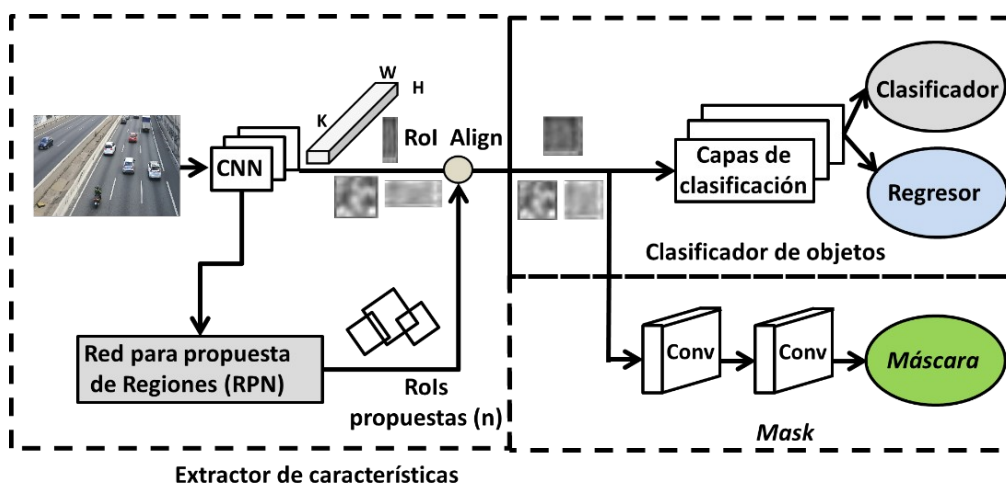 W
H
K
CNN
RoI Align
Red para propuesta
de Regiones (RPN)
RoIs
propuestas (n)
Extractor de características
Capas de
clasificación
Clasificador
Regresor
Clasificador de objetos
Conv
Conv
Máscara
Mask